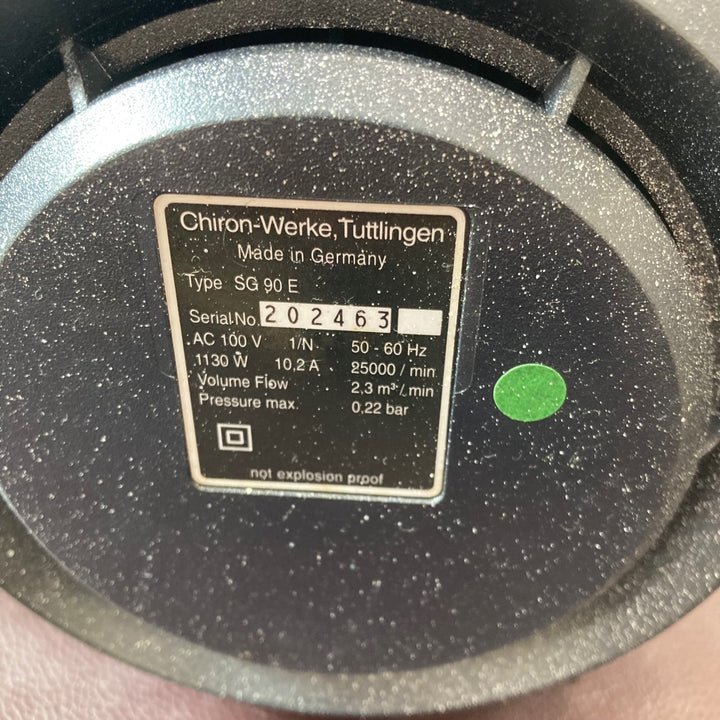 Chiron-Werke, Tuttlingen
Made in Germany
Type SG 90 E
Serial.No. 202463
AC 100 V 1/N 50 - 60 Hz
1130 W 10,2 A 25000 / min
Volume Flow 2,3 m³ / min
Pressure max. 0,22 bar
not explosion proof